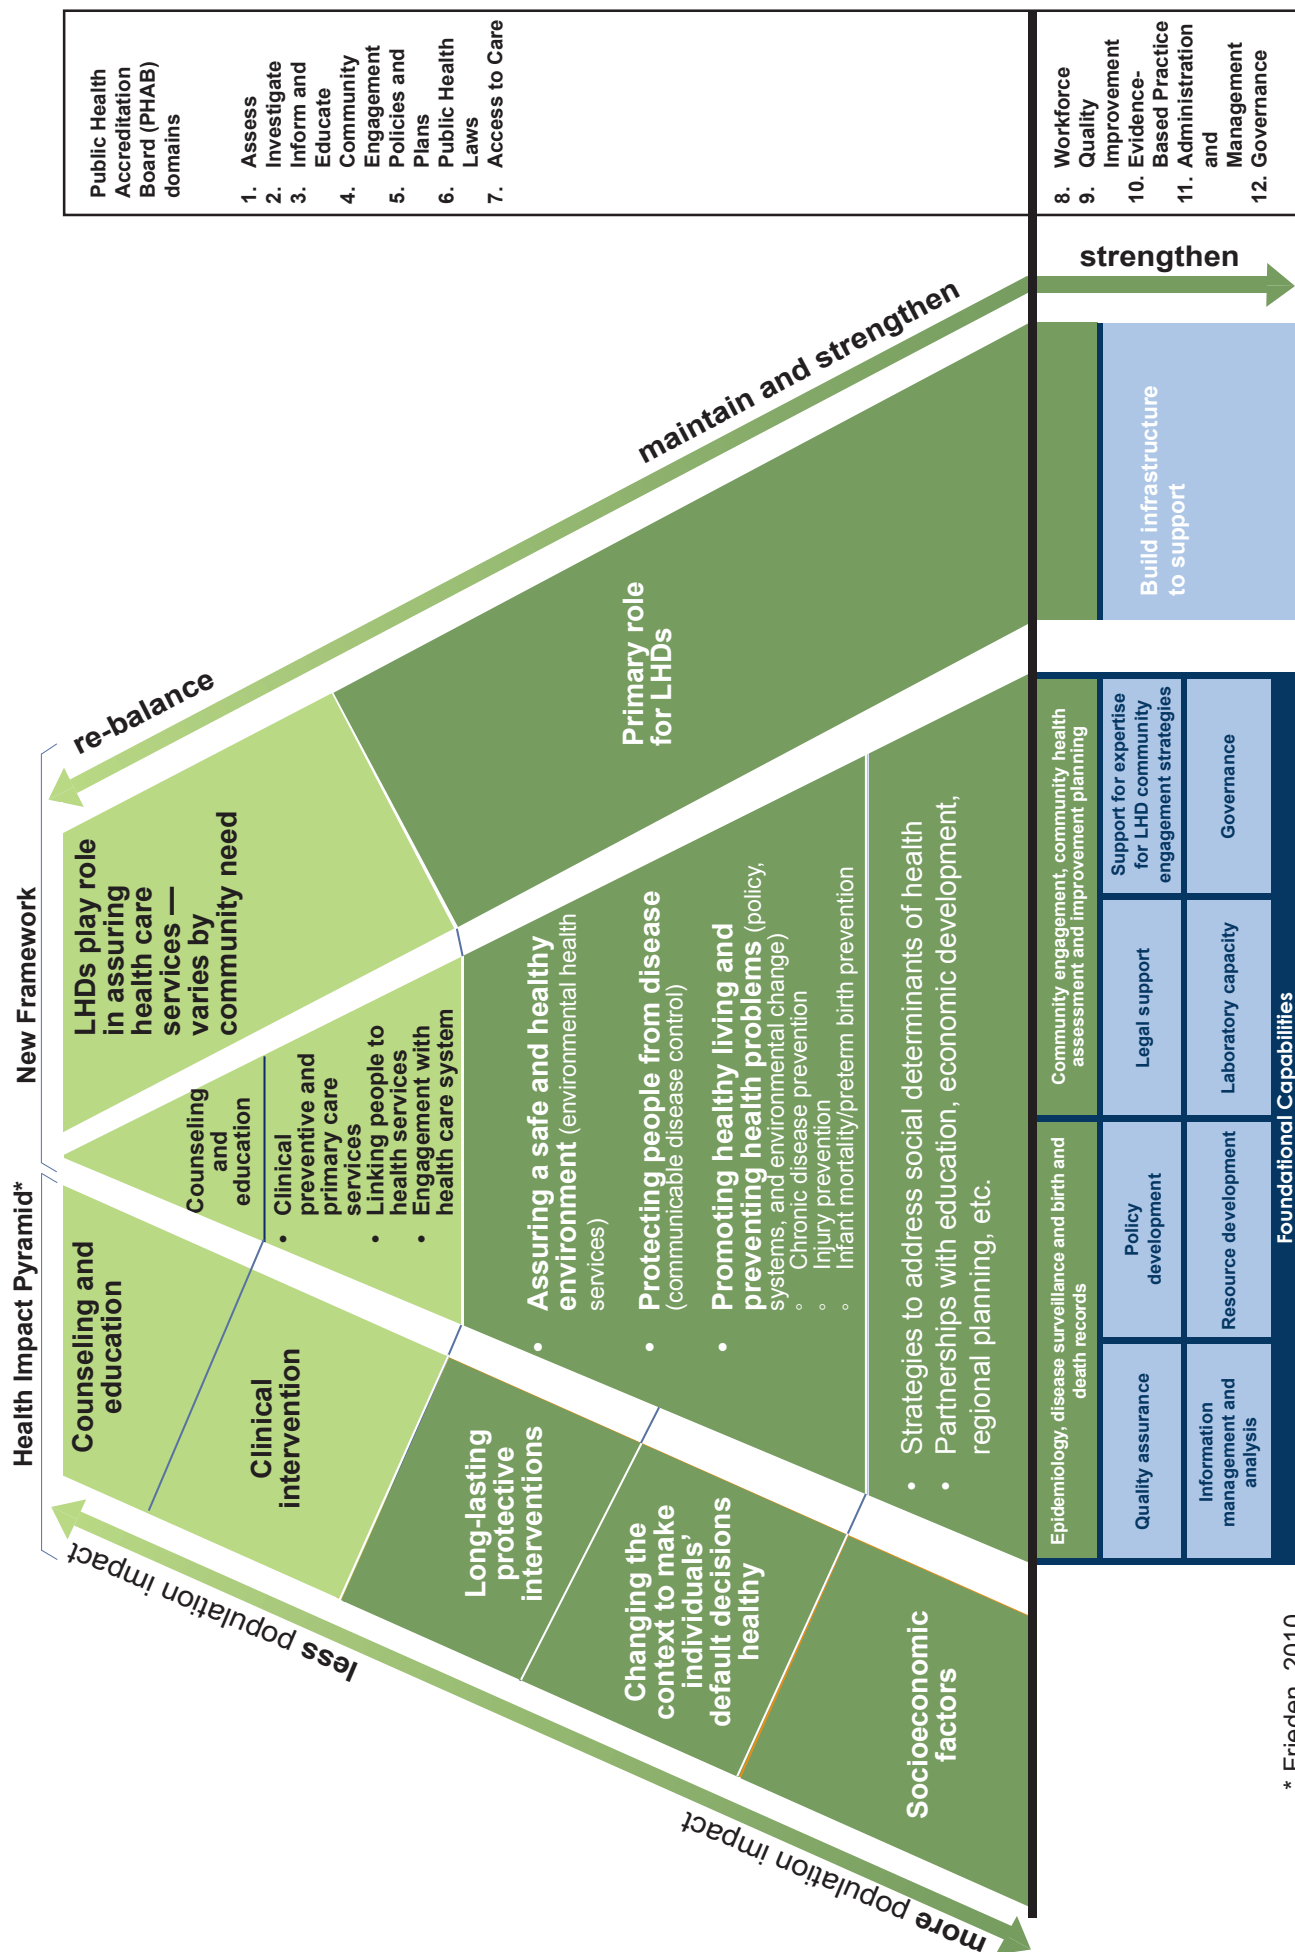 Health Impact Pyramid*
New Framework
Public Health
Accreditation
Board (PHAB)
domains
1. Assess
2. Investigate
3. Inform and
Educate
4. Community
Engagement
5. Policies and
Plans
6. Public Health
Laws
7. Access to Care
8. Workforce
9. Quality
Improvement
10. Evidence-
Based Practice
11. Administration
and
Management
12. Governance
less population impact
more population impact
Counseling and
education
Clinical
intervention
Long-lasting
protective
interventions
Changing the
context to make
individuals’
default decisions
healthy
Socioeconomic
factors
Counseling
and
education
• Clinical
preventive and
primary care
services
• Linking people to
health services
• Engagement with
health care system
• Assuring a safe and healthy
environment (environmental health
services)
• Protecting people from disease
(communicable disease control)
• Promoting healthy living and
preventing health problems (policy,
systems, and environmental change)
◦ Chronic disease prevention
◦ Injury prevention
◦ Infant mortality/preterm birth prevention
• Strategies to address social determinants of health
• Partnerships with education, economic development,
regional planning, etc.
LHDs play role
in assuring
health care
services —
varies by
community need
Primary role
for LHDs
re-balance
maintain and strengthen
strengthen
Epidemiology, disease surveillance and birth and
death records
Community engagement, community health
assessment and improvement planning
Quality assurance
Policy
development
Legal support
Support for expertise
for LHD community
engagement strategies
Information
management and
analysis
Resource development
Laboratory capacity
Governance
Foundational Capabilities
Build infrastructure
to support
* Frieden, 2010